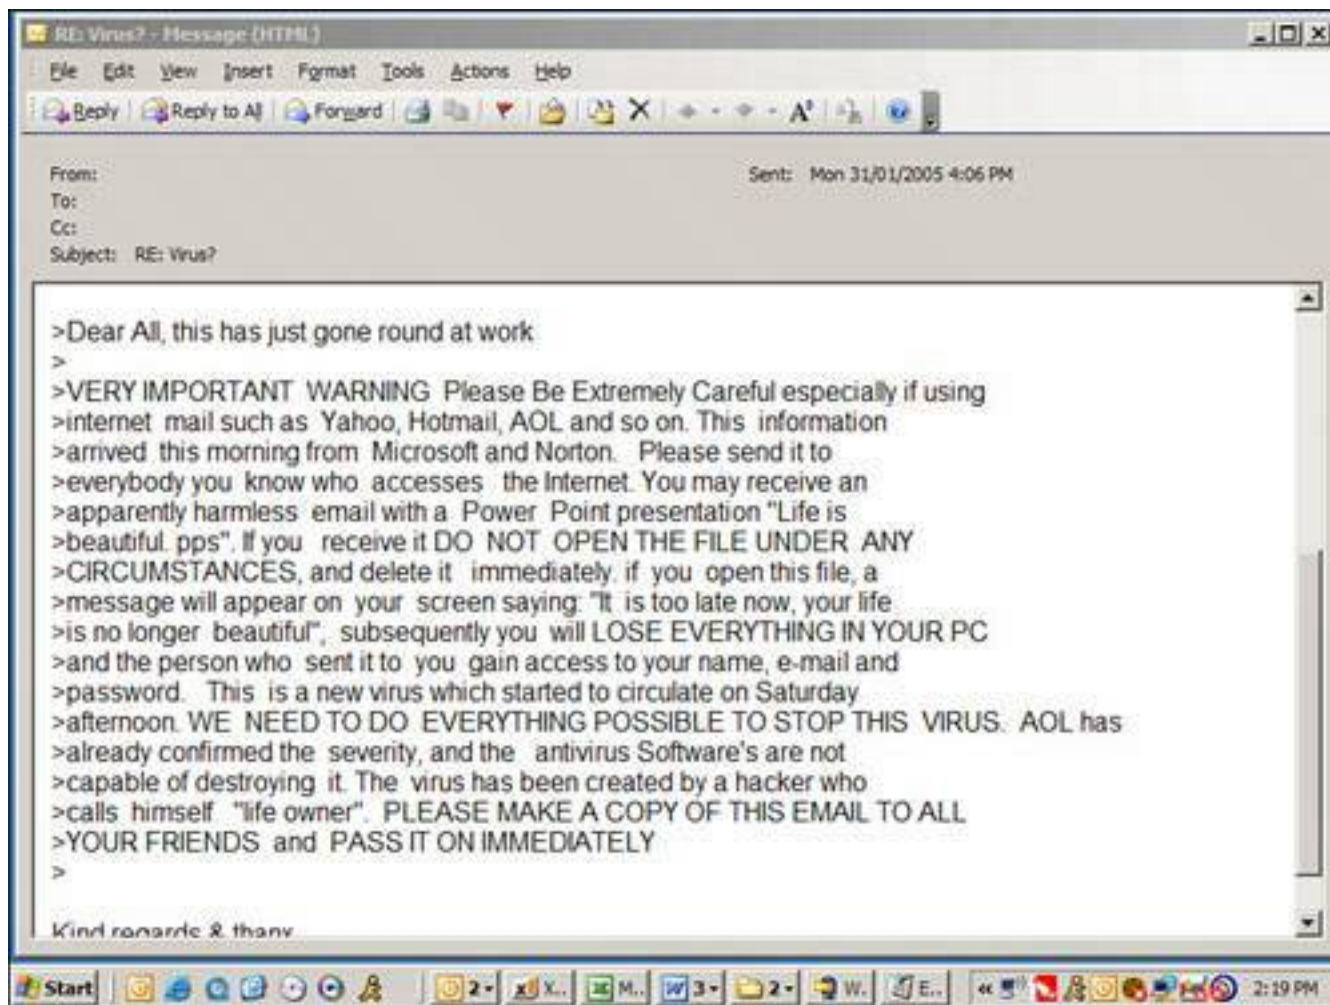 RE: Virus? - Message (HTML)
File Edit View Insert Format Tools Actions Help
Reply Reply to All Forward
From: Sent: Mon 31/01/2005 4:06 PM
To:
Cc:
Subject: RE: Virus?
>Dear All, this has just gone round at work
>
>VERY IMPORTANT WARNING Please Be Extremely Careful especially if using
>internet mail such as Yahoo, Hotmail, AOL and so on. This information
>arrived this morning from Microsoft and Norton. Please send it to
>everybody you know who accesses the Internet. You may receive an
>apparently harmless email with a Power Point presentation "Life is
>beautiful. pps". If you receive it DO NOT OPEN THE FILE UNDER ANY
>CIRCUMSTANCES, and delete it immediately. if you open this file, a
>message will appear on your screen saying: "It is too late now, your life
>is no longer beautiful", subsequently you will LOSE EVERYTHING IN YOUR PC
>and the person who sent it to you gain access to your name, e-mail and
>password. This is a new virus which started to circulate on Saturday
>afternoon. WE NEED TO DO EVERYTHING POSSIBLE TO STOP THIS VIRUS. AOL has
>already confirmed the severity, and the antivirus Software's are not
>capable of destroying it. The virus has been created by a hacker who
>calls himself "life owner". PLEASE MAKE A COPY OF THIS EMAIL TO ALL
>YOUR FRIENDS and PASS IT ON IMMEDIATELY
>
Kind regards & thanx
Start 2 X.. M.. 3 2 W. E.. « 2:19 PM